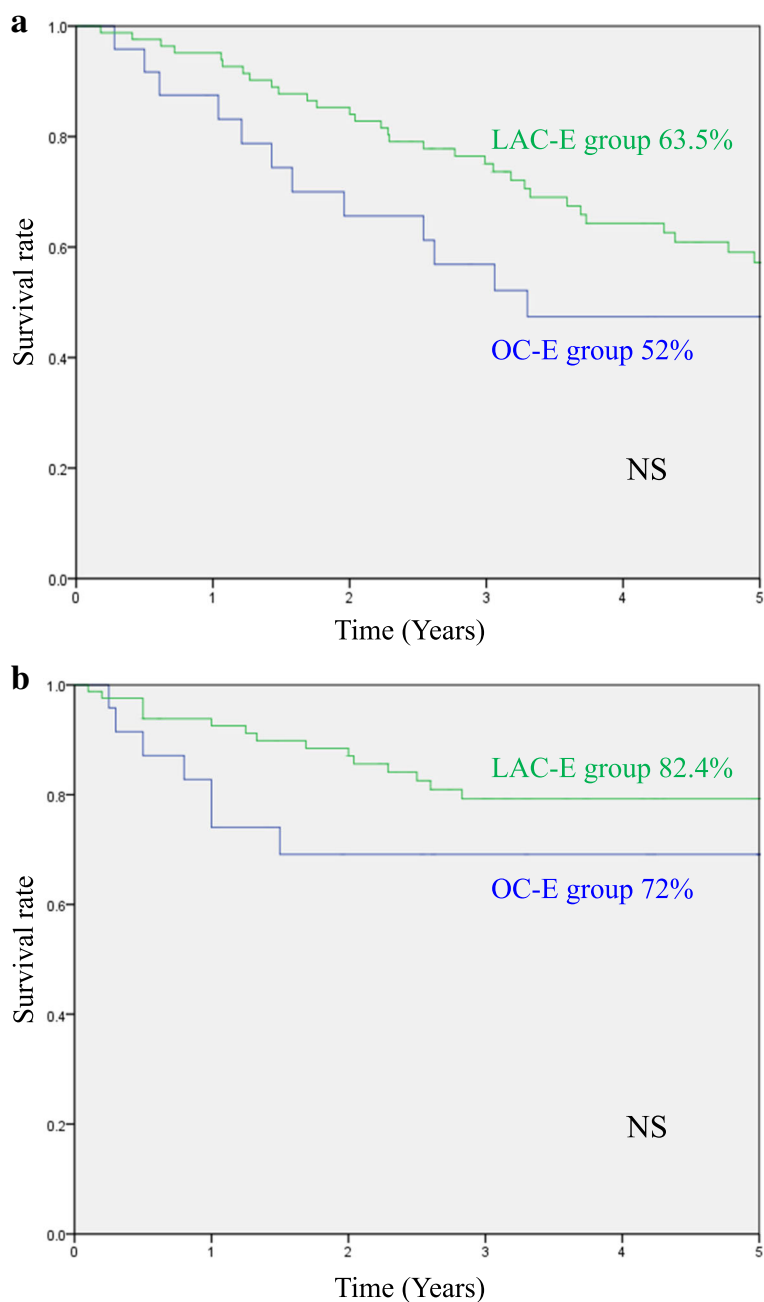 a
1.0
0.8
0.6
0.4
0.2
0.0
Survival rate
LAC-E group 63.5%
OC-E group 52%
NS
0 1 2 3 4 5
Time (Years)
b
1.0
0.8
0.6
0.4
0.2
0.0
Survival rate
LAC-E group 82.4%
OC-E group 72%
NS
0 1 2 3 4 5
Time (Years)